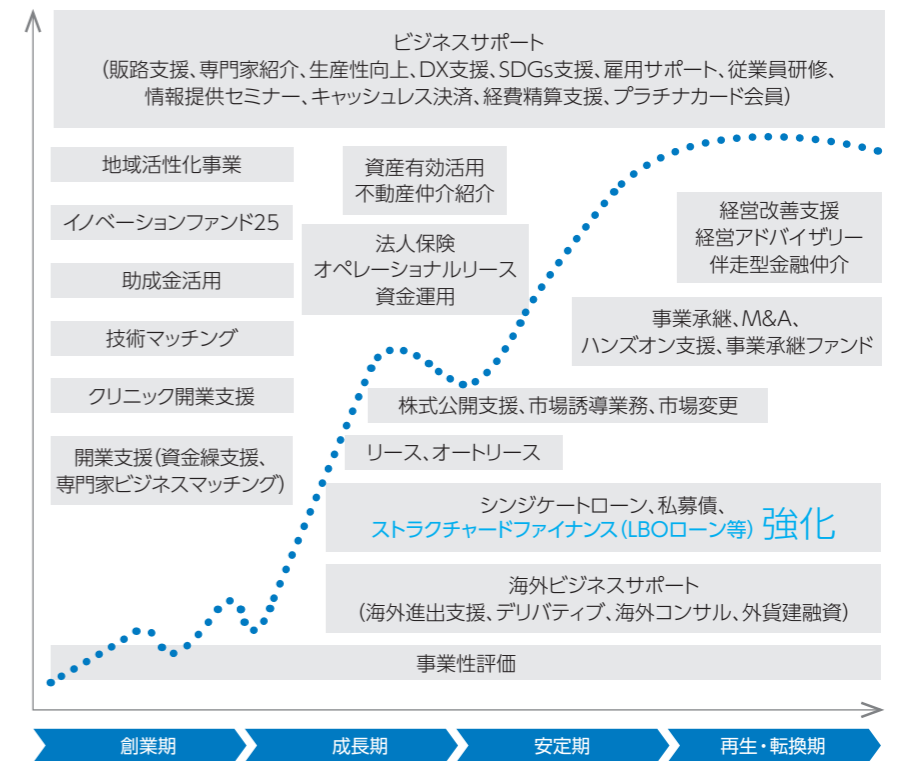 ビジネスサポート
(販路支援、専門家紹介、生産性向上、DX支援、SDGs支援、雇用サポート、従業員研修、
情報提供セミナー、キャッシュレス決済、経費精算支援、プラチナカード会員)
地域活性化事業
イノベーションファンド25
助成金活用
技術マッチング
クリニック開業支援
開業支援(資金繰支援、
専門家ビジネスマッチング)
資産有効活用
不動産仲介紹介
法人保険
オペレーショナルリース
資金運用
経営改善支援
経営アドバイザリー
伴走型金融仲介
事業承継、M&A、
ハンズオン支援、事業承継ファンド
株式公開支援、市場誘導業務、市場変更
リース、オートリース
シンジケートローン、私募債、
ストラクチャードファイナンス(LBOローン等) 強化
海外ビジネスサポート
(海外進出支援、デリバティブ、海外コンサル、外貨建融資)
事業性評価
創業期
成長期
安定期
再生・転換期